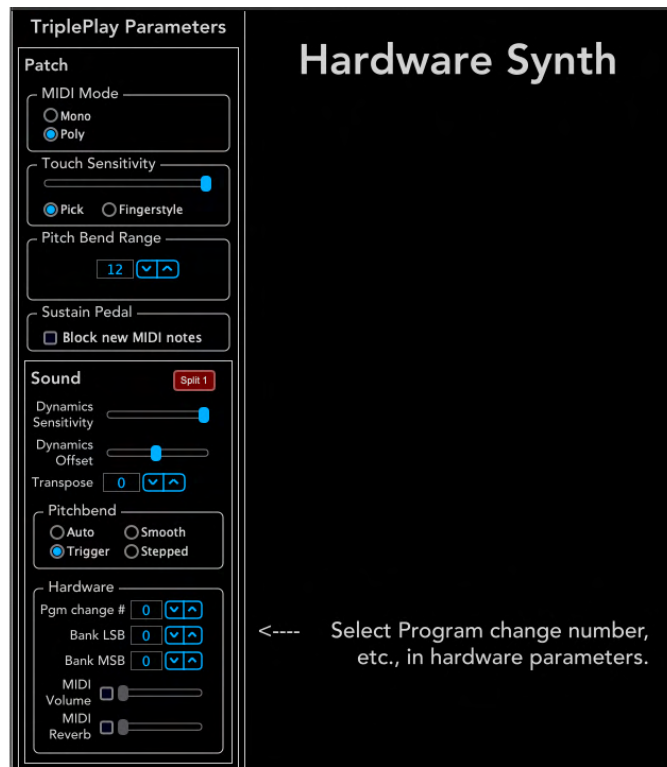 TriplePlay Parameters
Hardware Synth
Patch
MIDI Mode
Mono
Poly
Touch Sensitivity
Pick Fingerstyle
Pitch Bend Range
12
Sustain Pedal
Block new MIDI notes
Sound Split 1
Dynamics
Sensitivity
Dynamics
Offset
Transpose 0
Pitchbend
Auto Smooth
Trigger Stepped
Hardware
Pgm change # 0
Bank LSB 0
Bank MSB 0
MIDI
Volume
MIDI
Reverb
<---- Select Program change number,
etc., in hardware parameters.